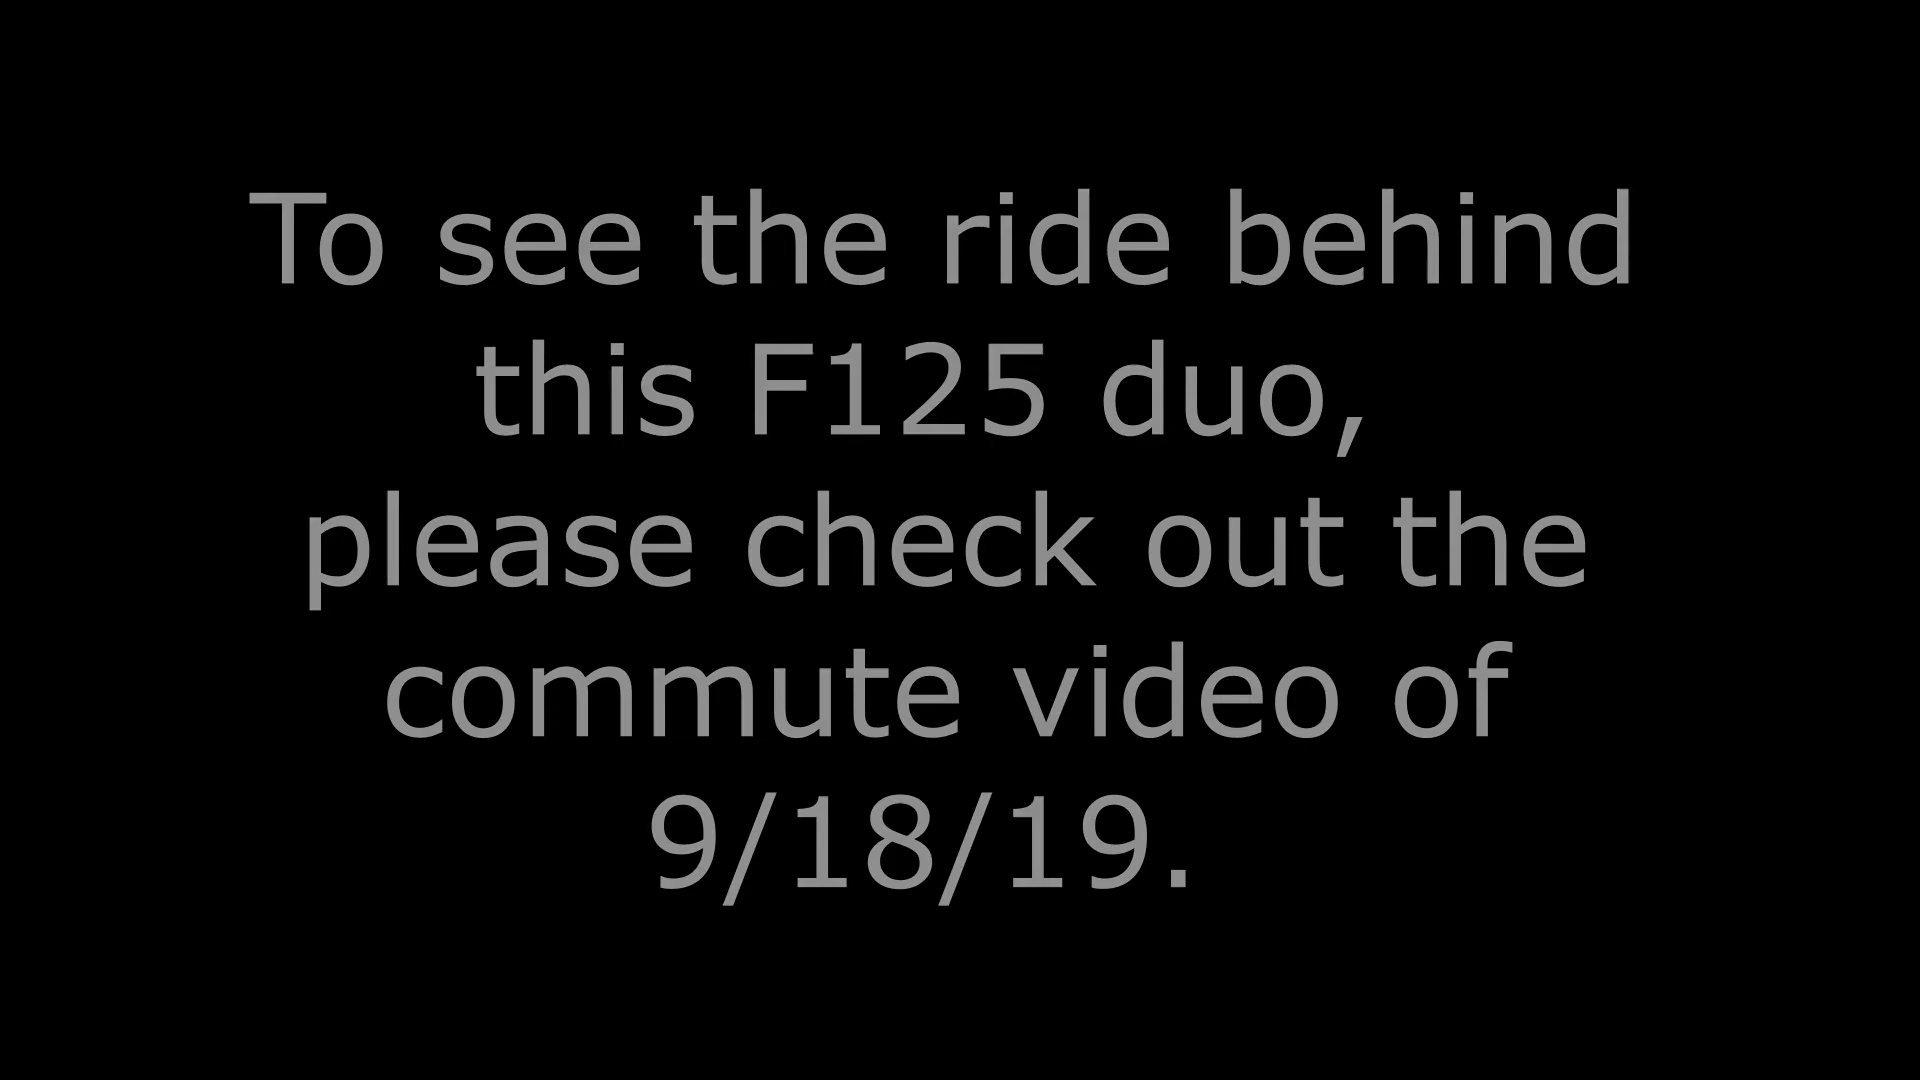 To see the ride behind
this F125 duo,
please check out the
commute video of
9/18/19.